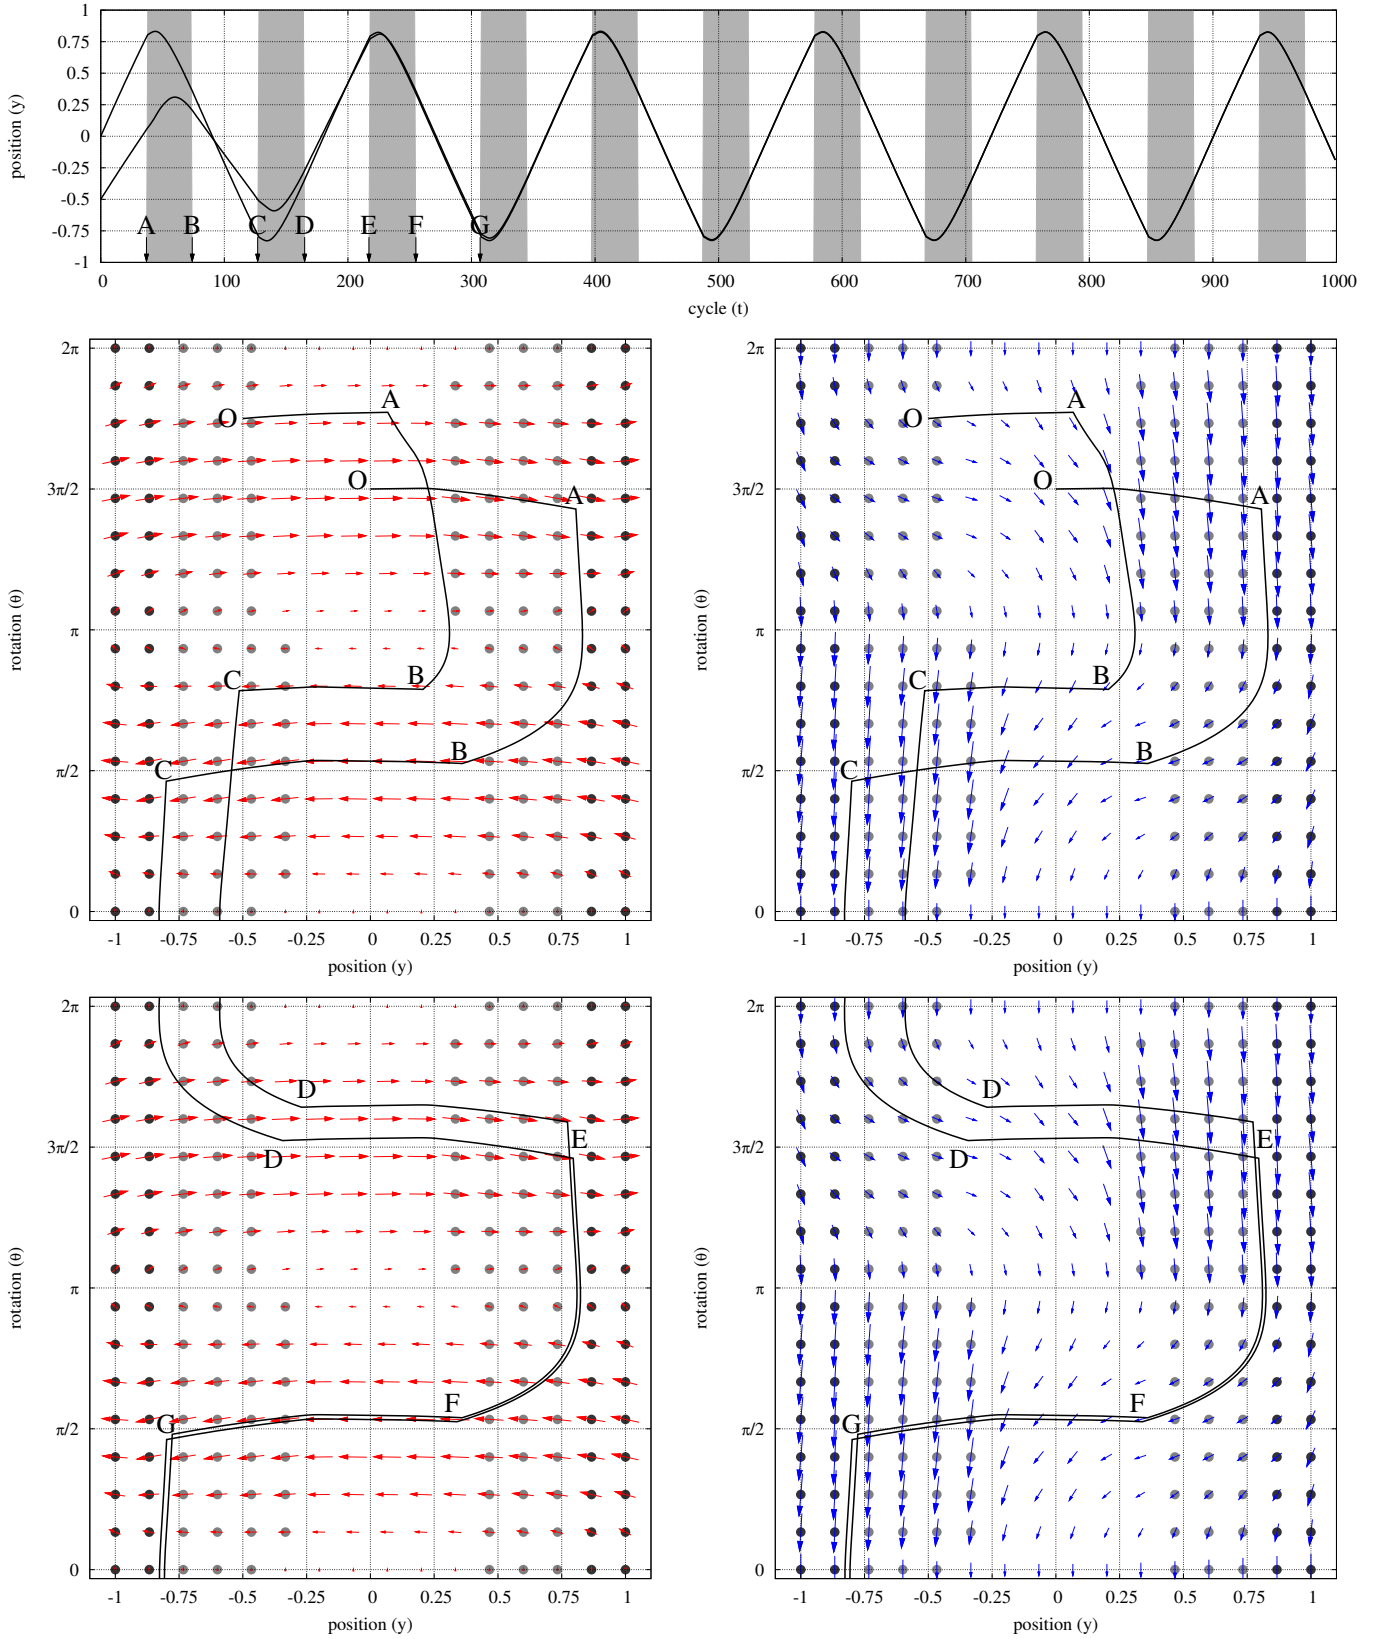 1
0.75
0.5
0.25
0
-0.25
-0.5
-0.75
-1
position (y)
A B C D E F G
0 100 200 300 400 500 600 700 800 900 1000
cycle (t)
2π
3π/2
π
π/2
0
rotation (θ)
O A
O A
B
C
B
C
-1 -0.75 -0.5 -0.25 0 0.25 0.5 0.75 1
position (y)
rotation (θ)
O A
O A
B
C
B
C
-1 -0.75 -0.5 -0.25 0 0.25 0.5 0.75 1
position (y)
2π
3π/2
π
π/2
0
rotation (θ)
D
E
D
F
G
-1 -0.75 -0.5 -0.25 0 0.25 0.5 0.75 1
position (y)
2π
3π/2
π
π/2
0
rotation (θ)
D
E
D
F
G
-1 -0.75 -0.5 -0.25 0 0.25 0.5 0.75 1
position (y)
2π
3π/2
π
π/2
0